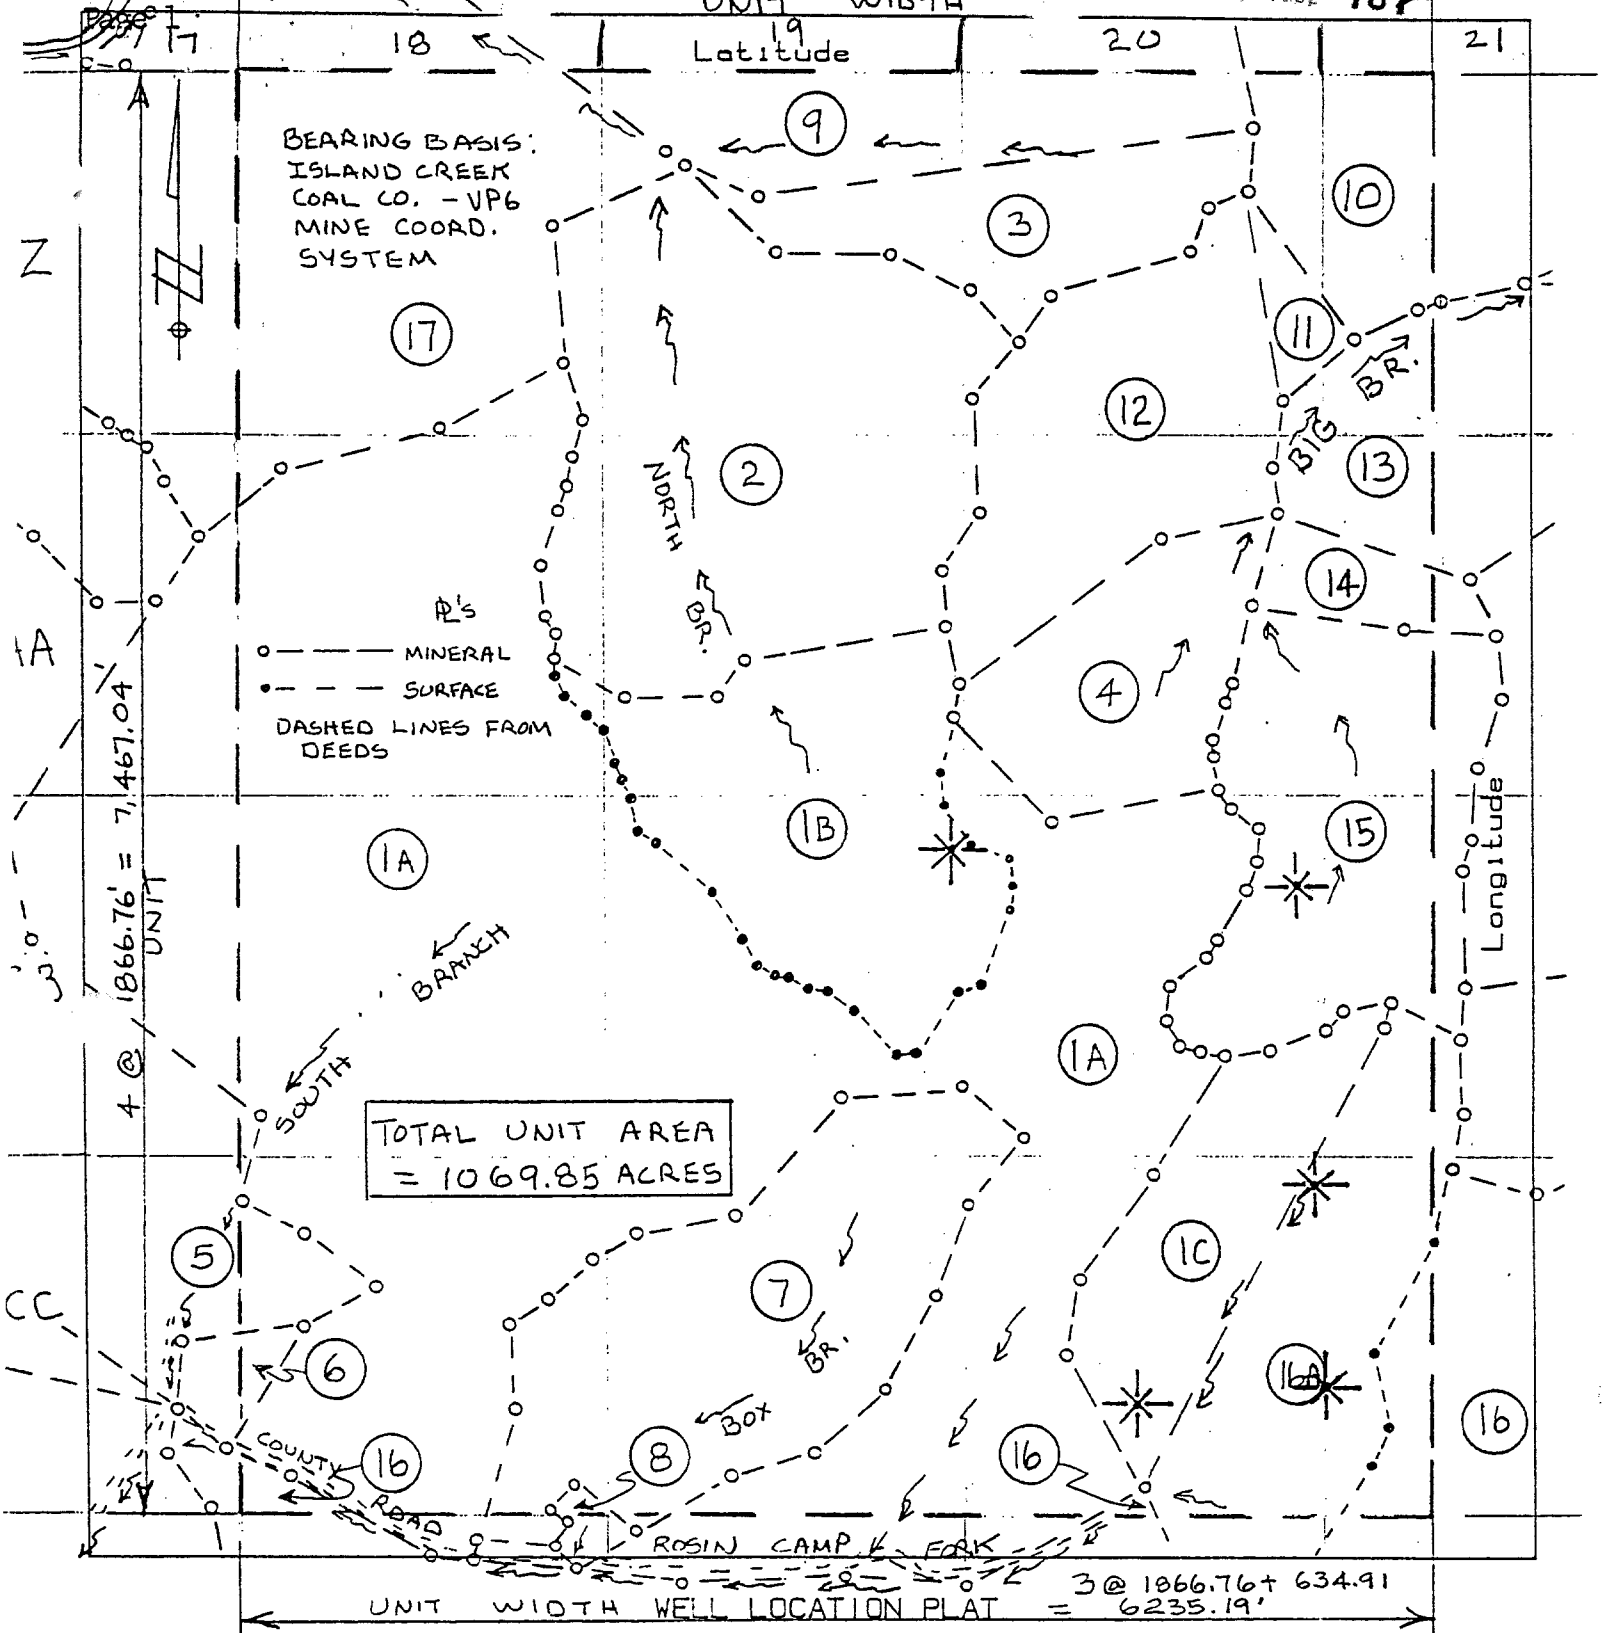 UNIT WIDTH
Page 1
17
18
19
20
21
Latitude
BEARING BASIS:
ISLAND CREEK
COAL CO. - VP6
MINE COORD.
SYSTEM
9
3
10
Z
N
17
11
BIG BR.
12
13
2
NORTH BR.
14
1A
PL's
MINERAL
SURFACE
DASHED LINES FROM
DEEDS
4
4 @ 1866.76' = 7,467.04'
UNIT
1A
1B
15
Longitude
SOUTH BRANCH
1A
TOTAL UNIT AREA
= 1069.85 ACRES
5
7
1C
CC
6
BOX BR.
16A
16
COUNTY ROAD
16
8
16
ROSIN CAMP FORK
3 @ 1866.76 + 634.91
UNIT WIDTH WELL LOCATION PLAT = 6235.19'